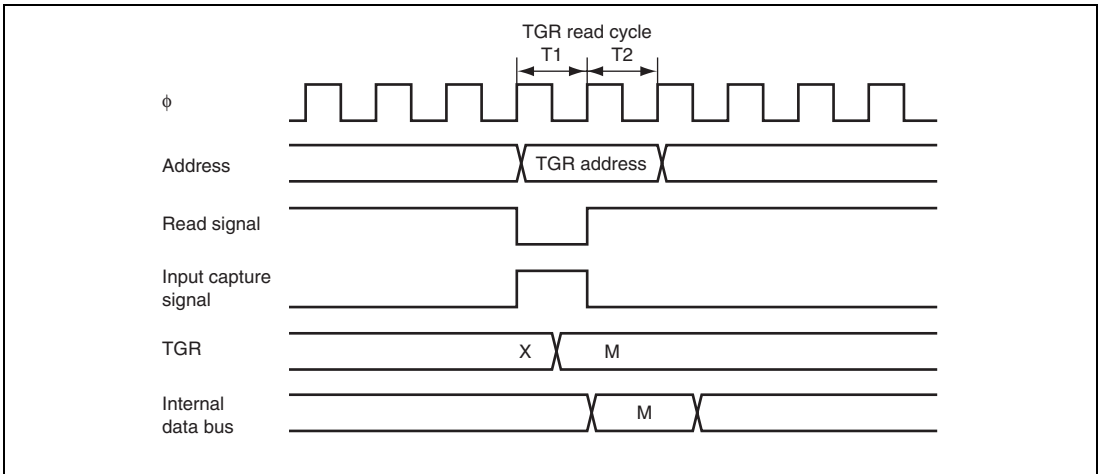 TGR read cycle
T1 T2
ϕ
Address
TGR address
Read signal
Input capture
signal
TGR
X M
Internal
data bus
M